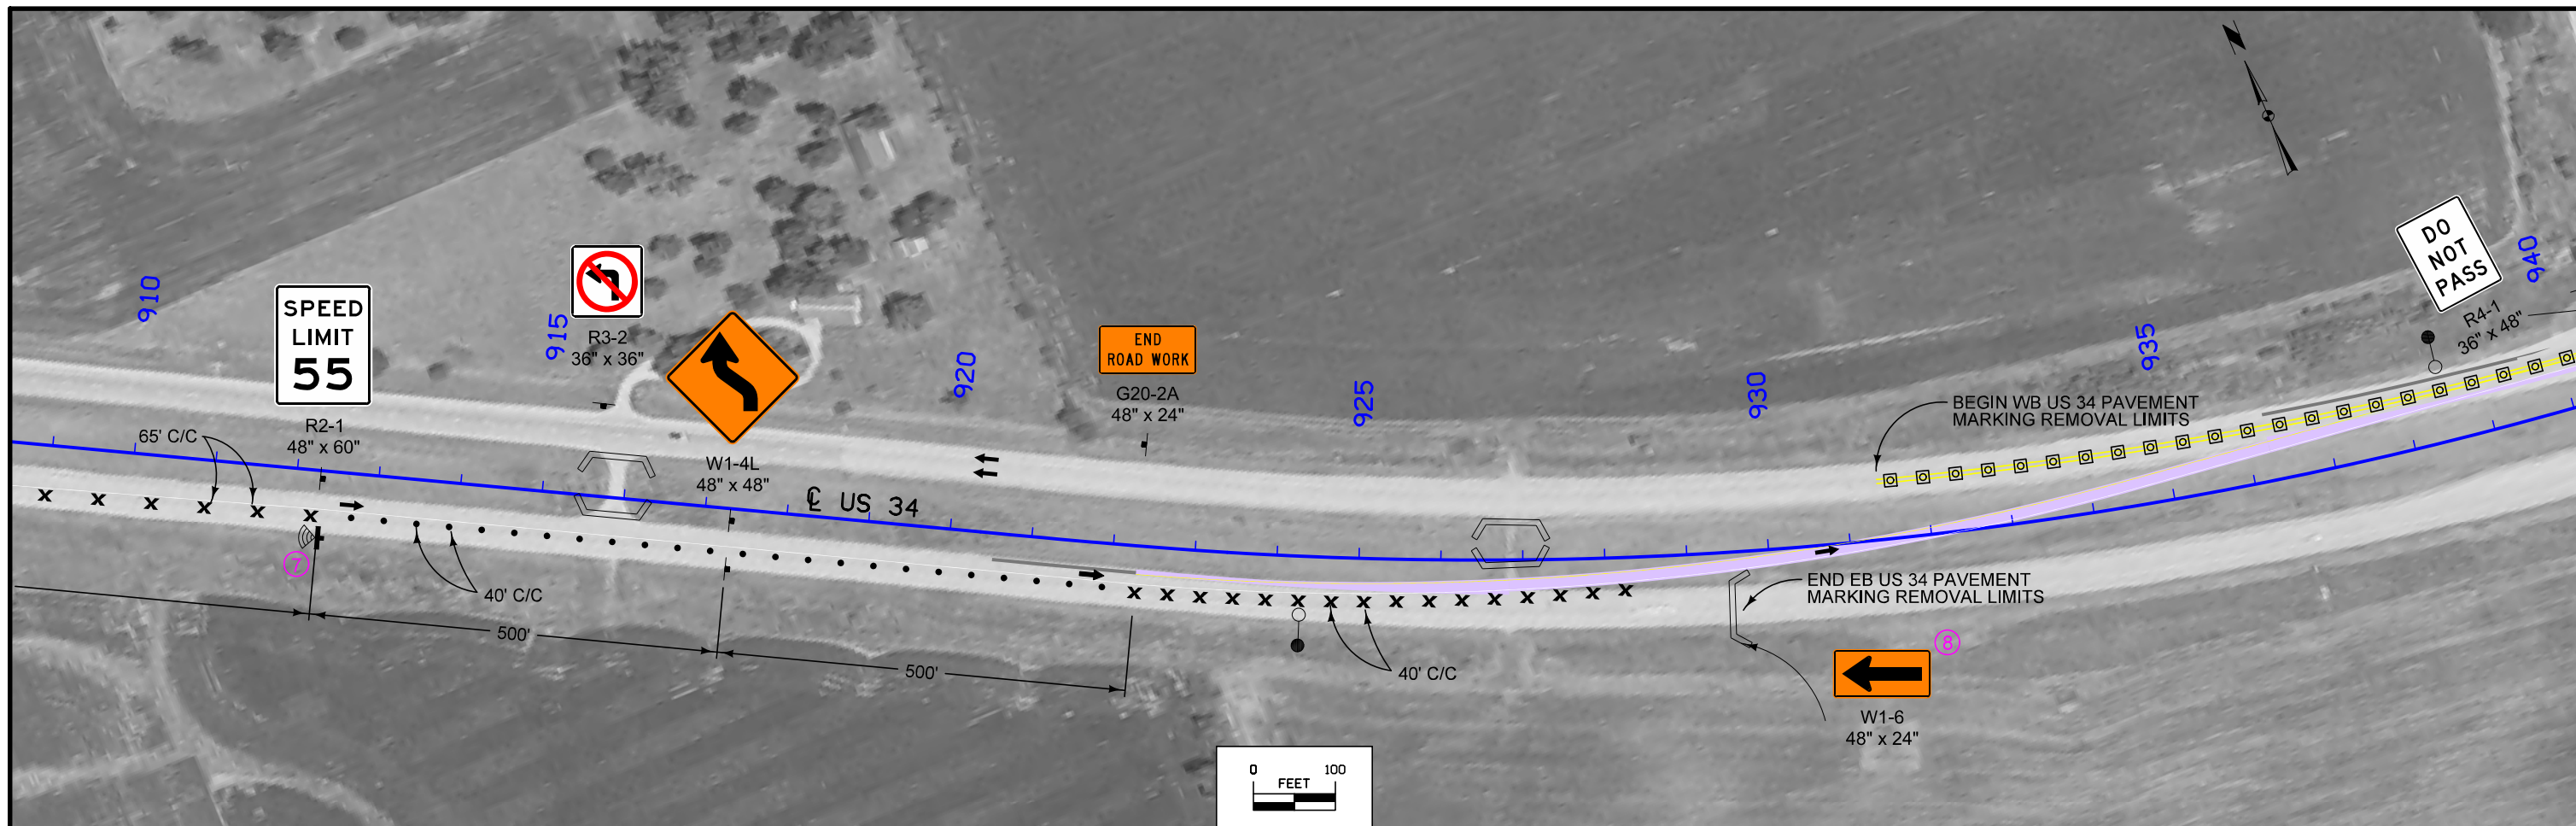 910
SPEED
LIMIT
55
R2-1
48" x 60"
65' C/C
7
40' C/C
500'
915
R3-2
36" x 36"
W1-4L
48" x 48"
℄ US 34
500'
920
END
ROAD WORK
G20-2A
48" x 24"
925
40' C/C
0 100
FEET
930
BEGIN WB US 34 PAVEMENT
MARKING REMOVAL LIMITS
END EB US 34 PAVEMENT
MARKING REMOVAL LIMITS
8
W1-6
48" x 24"
935
DO
NOT
PASS
R4-1
36" x 48"
940
X X X X X X
X X X X X X X X X X X X X X X X